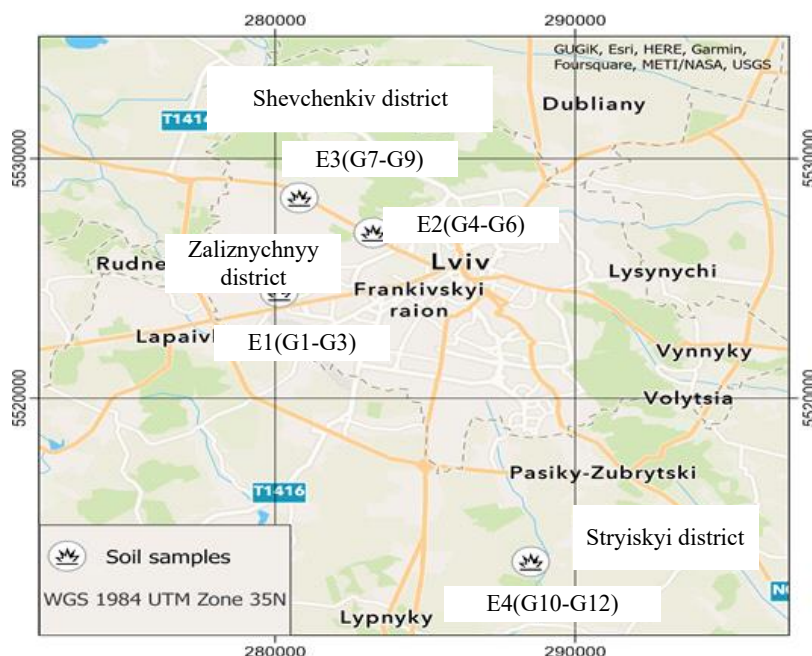 280000
290000
GUGiK, Esri, HERE, Garmin,
Foursquare, METI/NASA, USGS
Shevchenkiv district
Dubliany
T1414
5530000
5530000
E3(G7-G9)
E2(G4-G6)
Zaliznychnyy
district
Rudne
Lviv
Lysynychi
Frankivskyi
raion
E1(G1-G3)
Vynnyky
Volytsia
5520000
5520000
Pasiky-Zubrytski
T1416
Stryiskyi district
Soil samples
WGS 1984 UTM Zone 35N
E4(G10-G12)
Lypnyky
280000
290000